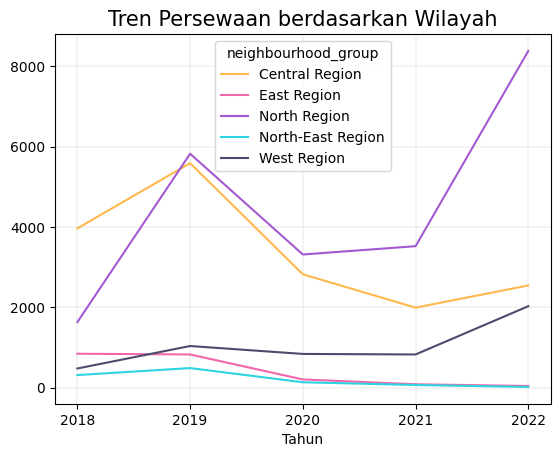 Tren Persewaan berdasarkan Wilayah
neighbourhood_group
Central Region
East Region
North Region
North-East Region
West Region
8000
6000
4000
2000
0
2018 2019 2020 2021 2022
Tahun